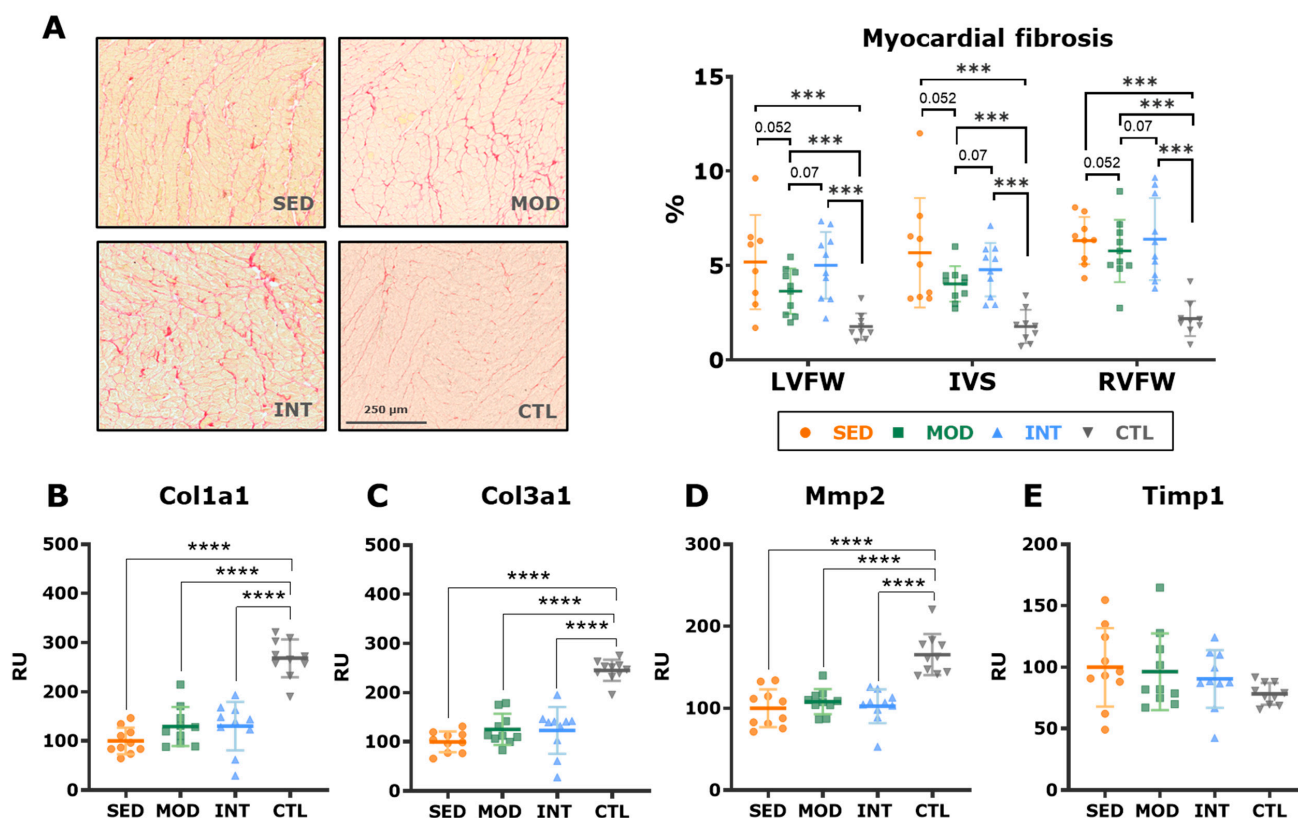 A
SED
MOD
INT
250 µm
CTL
Myocardial fibrosis
%
15
10
5
0
***
0.052
***
0.07
***
***
0.052
***
0.07
***
***
***
0.07
***
0.052
LVFW
IVS
RVFW
SED
MOD
INT
CTL
B
Col1a1
RU
500
400
300
200
100
0
****
****
****
SED
MOD
INT
CTL
C
Col3a1
RU
500
400
300
200
100
0
****
****
****
SED
MOD
INT
CTL
D
Mmp2
RU
300
200
100
0
****
****
****
SED
MOD
INT
CTL
E
Timp1
RU
200
150
100
50
0
SED
MOD
INT
CTL